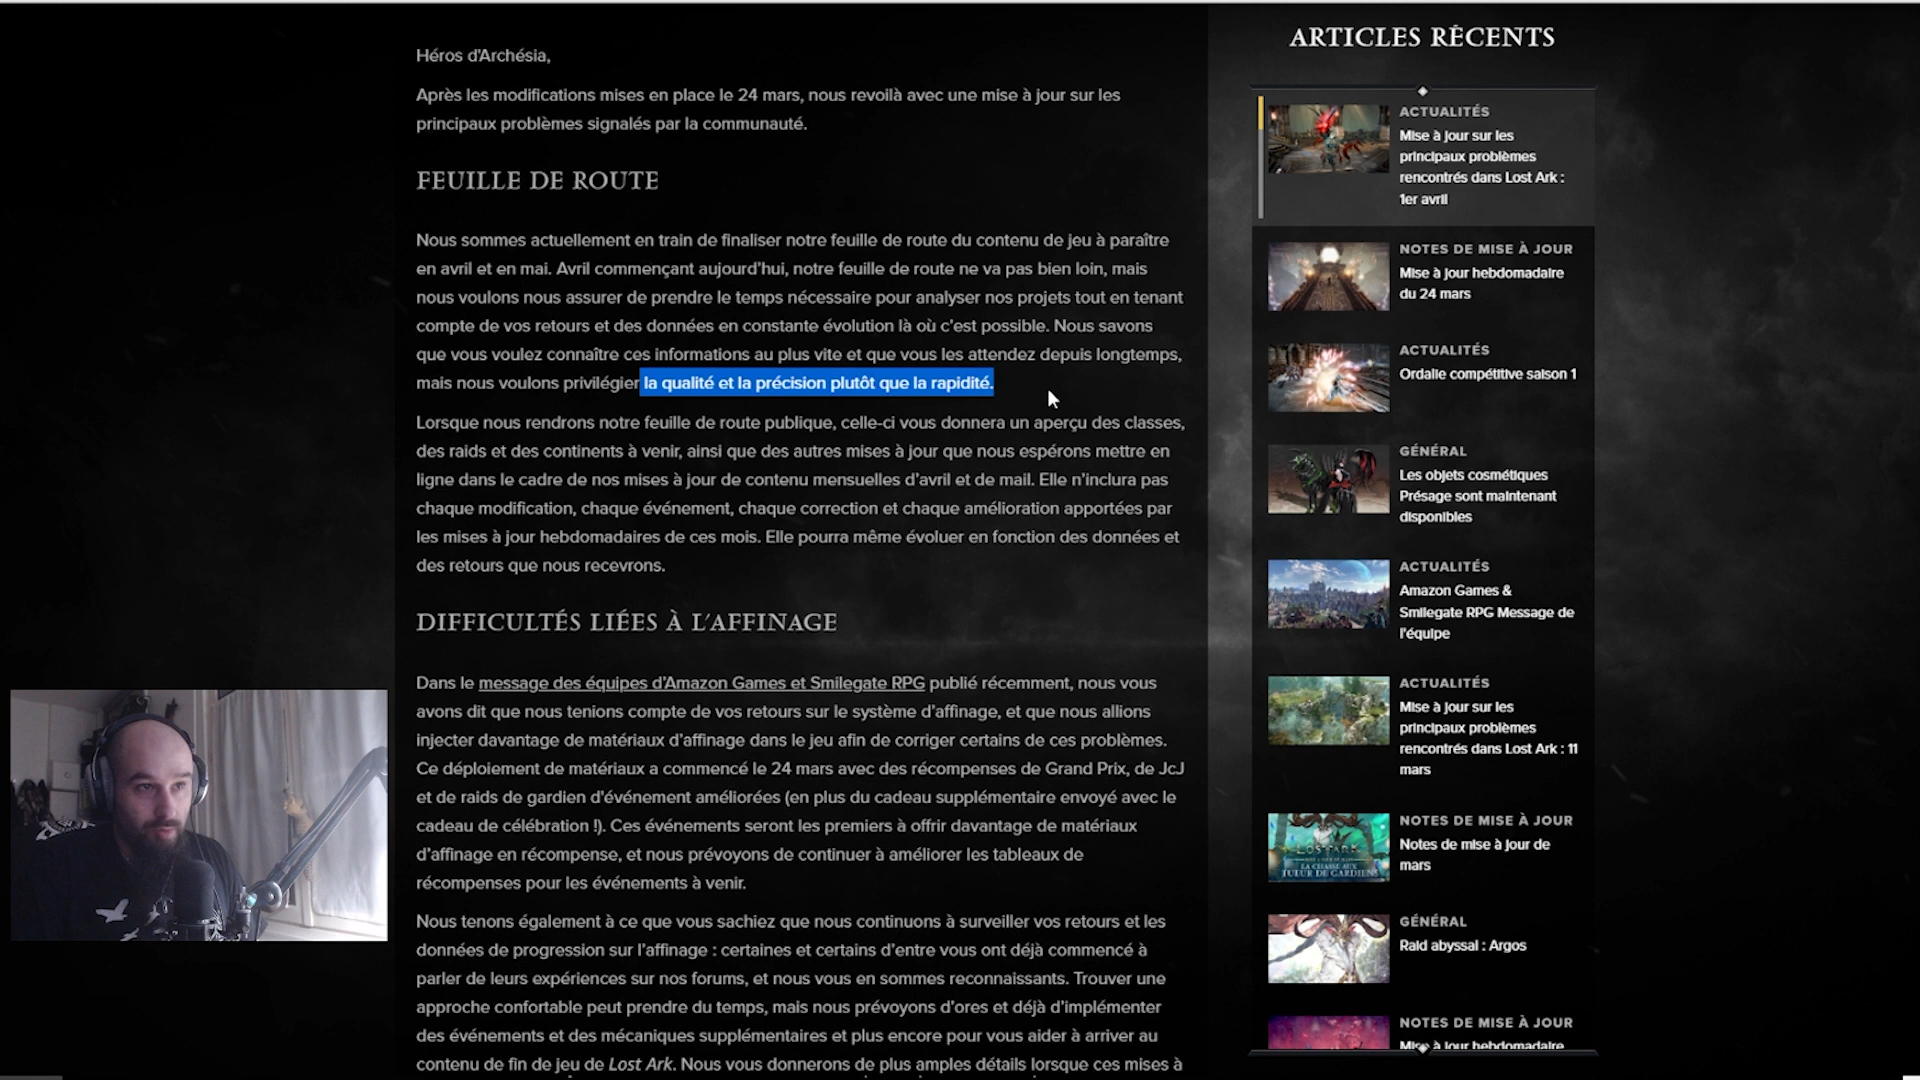 Héros d'Archésia,
Après les modifications mises en place le 24 mars, nous revoilà avec une mise à jour sur les
principaux problèmes signalés par la communauté.
FEUILLE DE ROUTE
Nous sommes actuellement en train de finaliser notre feuille de route du contenu de jeu à paraître
en avril et en mai. Avril commençant aujourd'hui, notre feuille de route ne va pas bien loin, mais
nous voulons nous assurer de prendre le temps nécessaire pour analyser nos projets tout en tenant
compte de vos retours et des données en constante évolution là où c'est possible. Nous savons
que vous voulez connaître ces informations au plus vite et que vous les attendez depuis longtemps,
mais nous voulons privilégier la qualité et la précision plutôt que la rapidité.
Lorsque nous rendrons notre feuille de route publique, celle-ci vous donnera un aperçu des classes,
des raids et des continents à venir, ainsi que des autres mises à jour que nous espérons mettre en
ligne dans le cadre de nos mises à jour de contenu mensuelles d'avril et de mail. Elle n'inclura pas
chaque modification, chaque événement, chaque correction et chaque amélioration apportées par
les mises à jour hebdomadaires de ces mois. Elle pourra même évoluer en fonction des données et
des retours que nous recevrons.
DIFFICULTÉS LIÉES À L'AFFINAGE
Dans le message des équipes d'Amazon Games et Smilegate RPG publié récemment, nous vous
avons dit que nous tenions compte de vos retours sur le système d'affinage, et que nous allions
injecter davantage de matériaux d'affinage dans le jeu afin de corriger certains de ces problèmes.
Ce déploiement de matériaux a commencé le 24 mars avec des récompenses de Grand Prix, de JcJ
et de raids de gardien d'événement améliorées (en plus du cadeau supplémentaire envoyé avec le
cadeau de célébration !). Ces événements seront les premiers à offrir davantage de matériaux
d'affinage en récompense, et nous prévoyons de continuer à améliorer les tableaux de
récompenses pour les événements à venir.
Nous tenons également à ce que vous sachiez que nous continuons à surveiller vos retours et les
données de progression sur l'affinage : certaines et certains d'entre vous ont déjà commencé à
parler de leurs expériences sur nos forums, et nous vous en sommes reconnaissants. Trouver une
approche confortable peut prendre du temps, mais nous prévoyons d'ores et déjà d'implémenter
des événements et des mécaniques supplémentaires et plus encore pour vous aider à arriver au
contenu de fin de jeu de Lost Ark. Nous vous donnerons de plus amples détails lorsque ces mises à
ARTICLES RÉCENTS
ACTUALITÉS
Mise à jour sur les
principaux problèmes
rencontrés dans Lost Ark :
1er avril
NOTES DE MISE À JOUR
Mise à jour hebdomadaire
du 24 mars
ACTUALITÉS
Ordalie compétitive saison 1
GÉNÉRAL
Les objets cosmétiques
Présage sont maintenant
disponibles
ACTUALITÉS
Amazon Games &
Smilegate RPG Message de
l'équipe
ACTUALITÉS
Mise à jour sur les
principaux problèmes
rencontrés dans Lost Ark : 11
mars
LOST ARK
LA CHASSE AUX
TUEUR DE GARDIENS
NOTES DE MISE À JOUR
Notes de mise à jour de
mars
GÉNÉRAL
Raid abyssal : Argos
NOTES DE MISE À JOUR
Mise à jour hebdomadaire